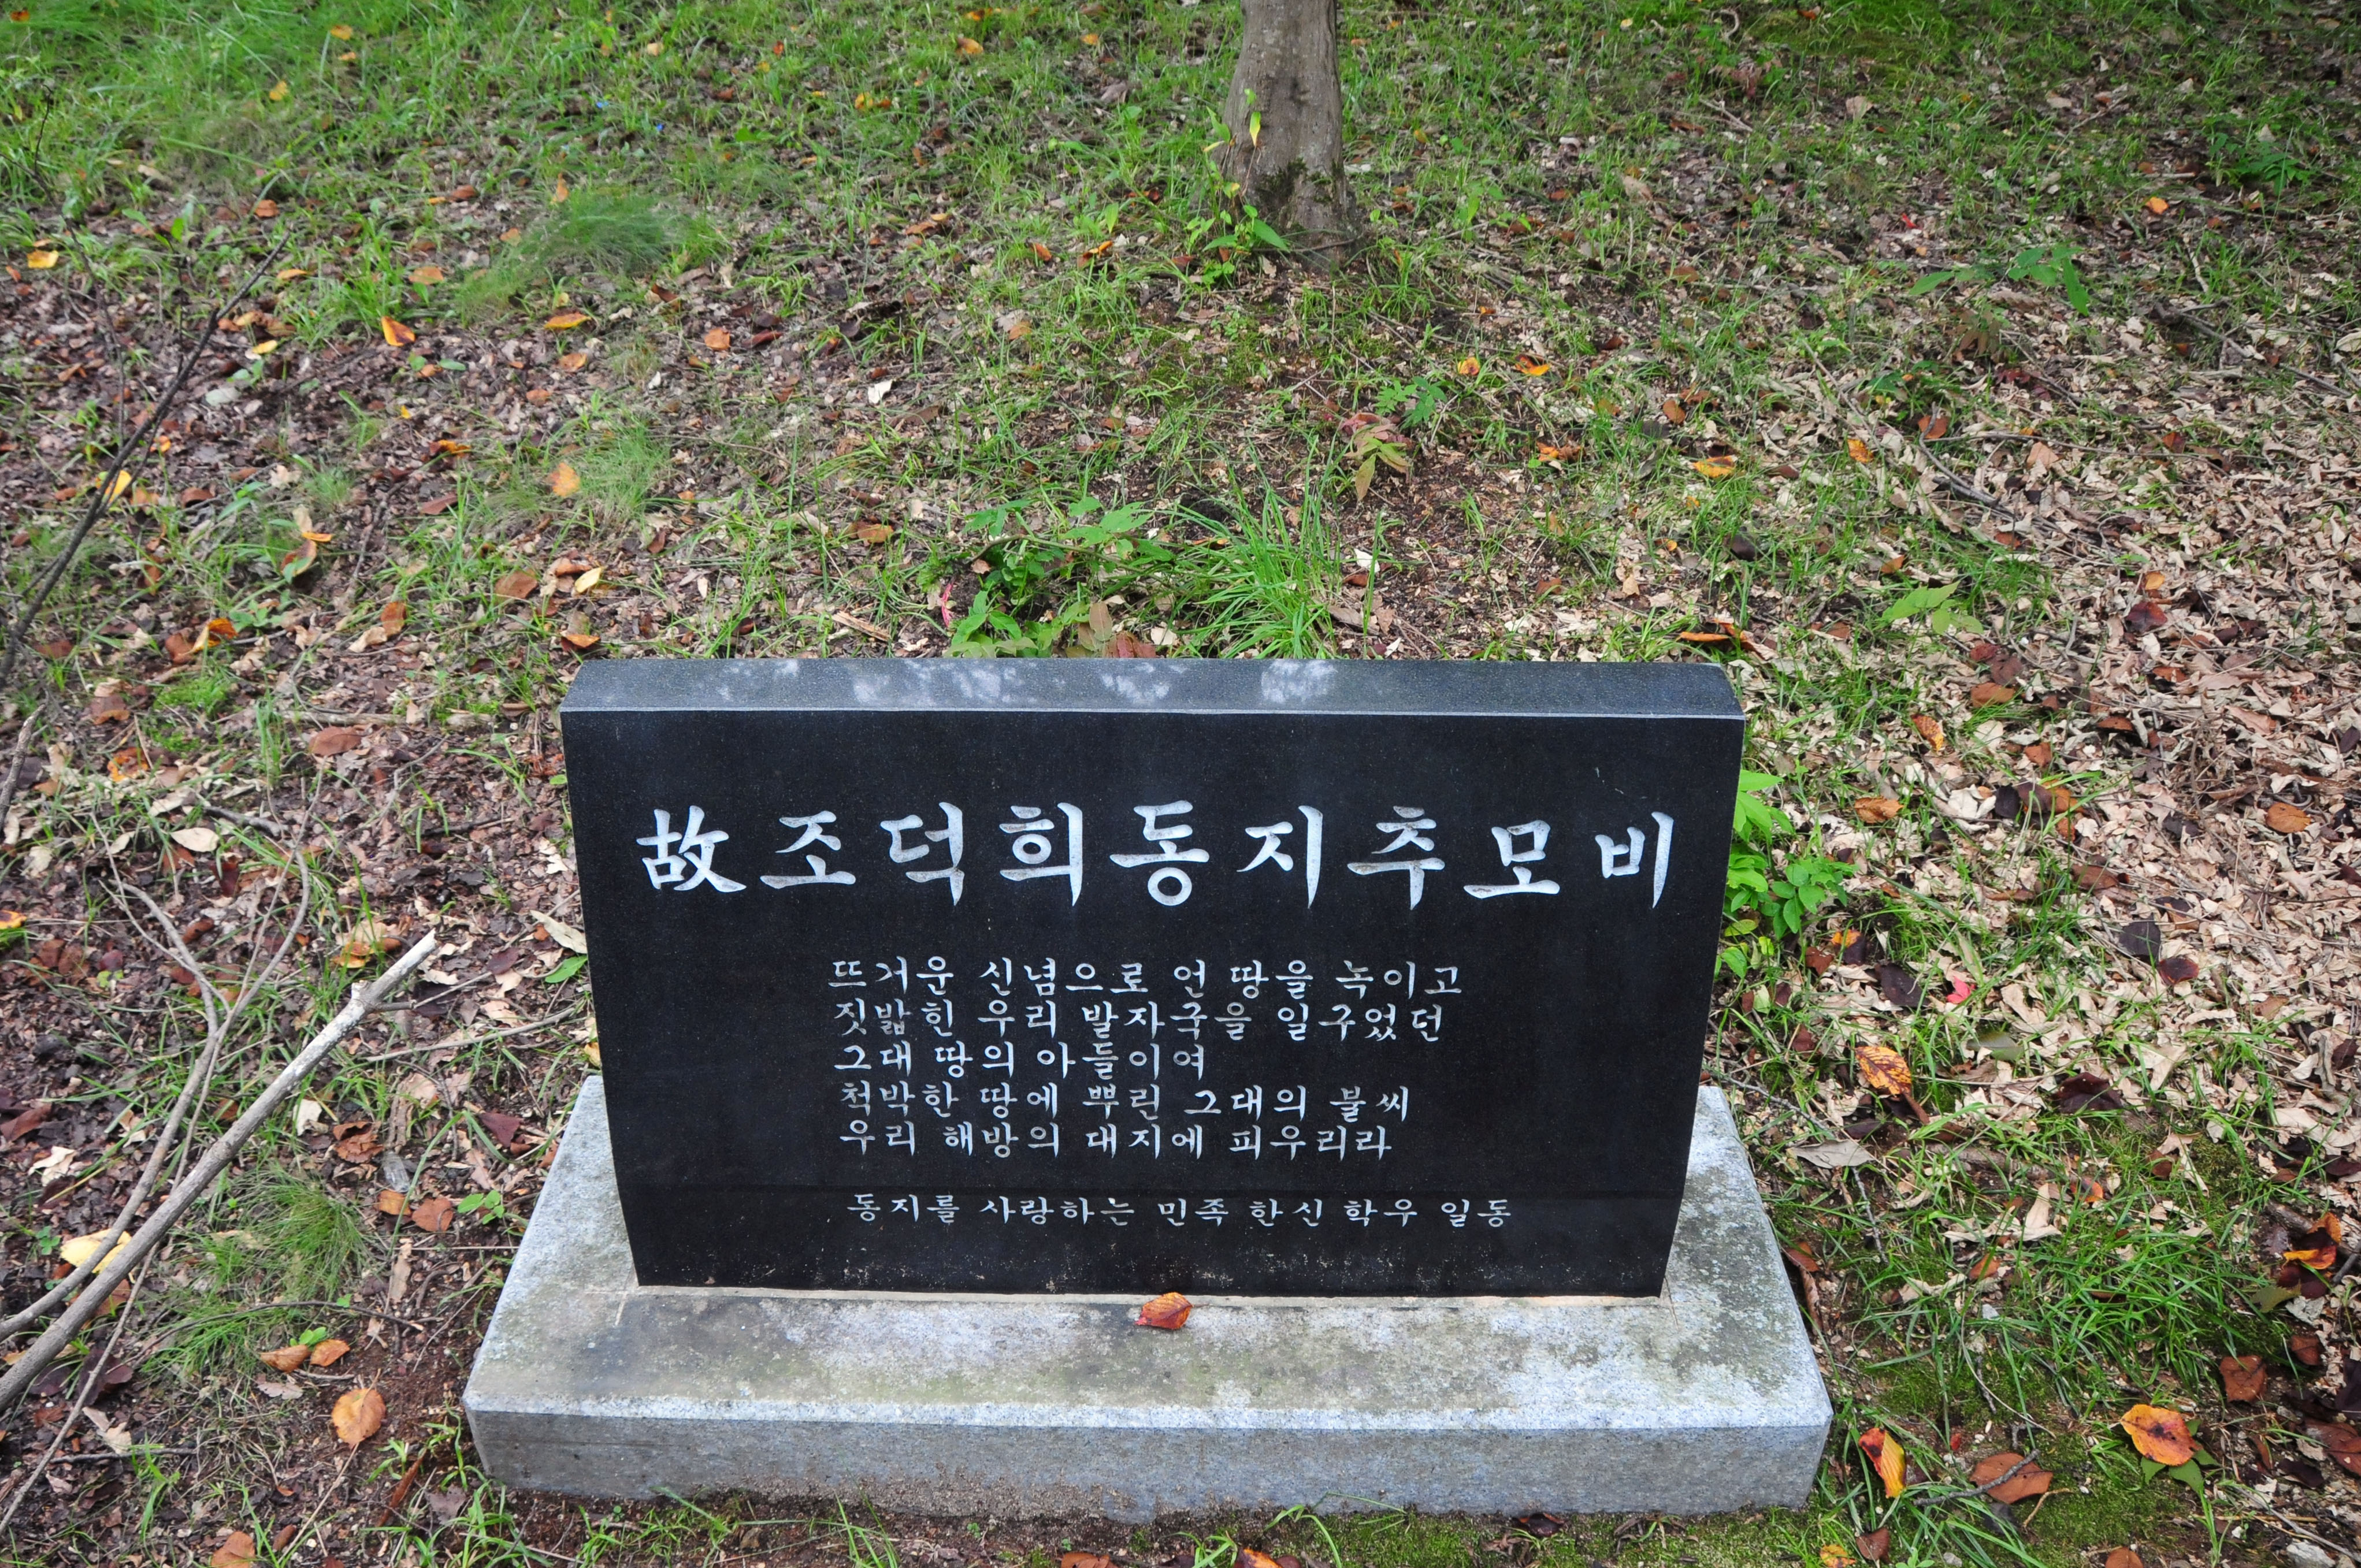 故조덕희동지추모비
뜨거운 신념으로 언 땅을 녹이고
짓밟힌 우리 발자국을 일구었던
그대 땅의 아들이여
척박한 땅에 뿌린 그대의 불씨
우리 해방의 대지에 피우리라
동지를 사랑하는 민족 한신 학우 일동